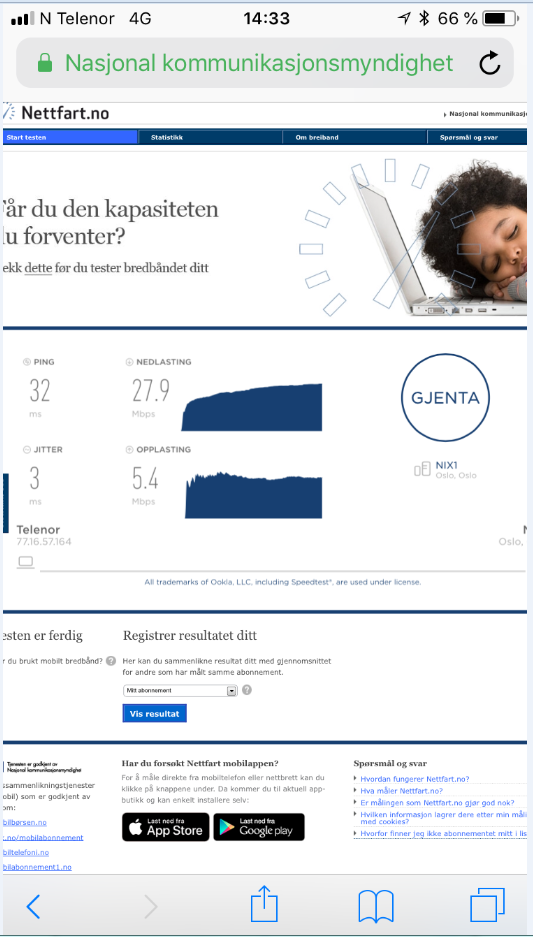 N Telenor 4G 14:33 66 %
Nasjonal kommunikasjonsmyndighet
Nettfart.no
Nasjonal kommunikasje
Start testen Statistikk Om breiband Spørsmål og svar
år du den kapasiteten
u forventer?
ekk dette før du tester bredbåndet ditt
PING NEDLASTING
32 27.9
ms Mbps
GJENTA
JITTER OPPLASTING
3 5.4
ms Mbps
NIX1
Oslo, Oslo
Telenor
77.16.57.164
Oslo,
All trademarks of Ookla, LLC, including Speedtest®, are used under license.
esten er ferdig Registrer resultatet ditt
r du brukt mobilt bredbånd? ?
Her kan du sammenlikne resultat ditt med gjennomsnittet
for andre som har målt samme abonnement.
Mitt abonnement ?
Vis resultat
Tjenesten er godkjent av
Nasjonal kommunikasjonsmyndighet
ssammenlikningstjenester
obil) som er godkjent av
om:
bilbørsen.no
.no/mobilabonnement
biltelefoni.no
bilabonnement1.no
Har du forsøkt Nettfart mobilappen?
For å måle direkte fra mobiltelefon eller nettbrett kan du
klikke på knappene under. Da kommer du til aktuell app-
butikk og kan enkelt installere selv:
Last ned fra
App Store
Last ned fra
Google play
Spørsmål og svar
Hvordan fungerer Nettfart.no?
Hva måler Nettfart.no?
Er målingen som Nettfart.no gjør god nok?
Hvilken informasjon lagrer dere etter min måli
med cookies?
Hvorfor finner jeg ikke abonnementet mitt i lis